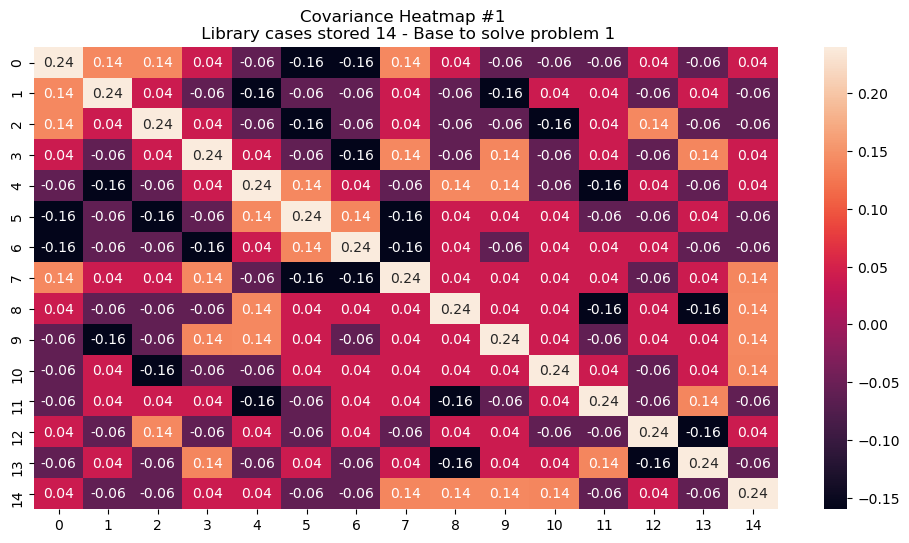 Covariance Heatmap #1
Library cases stored 14 - Base to solve problem 1
0 0.24 0.14 0.14 0.04 -0.06 -0.16 -0.16 0.14 0.04 -0.06 -0.06 -0.06 0.04 -0.06 0.04
1 0.14 0.24 0.04 -0.06 -0.16 -0.06 -0.06 0.04 -0.06 -0.16 0.04 0.04 -0.06 0.04 -0.06
2 0.14 0.04 0.24 0.04 -0.06 -0.16 -0.06 0.04 -0.06 -0.06 -0.16 0.04 0.14 -0.06 -0.06
3 0.04 -0.06 0.04 0.24 0.04 -0.06 -0.16 0.14 -0.06 0.14 -0.06 0.04 -0.06 0.14 0.04
4 -0.06 -0.16 -0.06 0.04 0.24 0.14 0.04 -0.06 0.14 0.14 -0.06 -0.16 0.04 -0.06 0.04
5 -0.16 -0.06 -0.16 -0.06 0.14 0.24 0.14 -0.16 0.04 0.04 0.04 -0.06 -0.06 0.04 -0.06
6 -0.16 -0.06 -0.06 -0.16 0.04 0.14 0.24 -0.16 0.04 -0.06 0.04 0.04 0.04 -0.06 -0.06
7 0.14 0.04 0.04 0.14 -0.06 -0.16 -0.16 0.24 0.04 0.04 0.04 0.04 -0.06 0.04 0.14
8 0.04 -0.06 -0.06 -0.06 0.14 0.04 0.04 0.04 0.24 0.04 0.04 -0.16 0.04 -0.16 0.14
9 -0.06 -0.16 -0.06 0.14 0.14 0.04 -0.06 0.04 0.04 0.24 0.04 -0.06 0.04 0.04 0.14
10 -0.06 0.04 -0.16 -0.06 -0.06 0.04 0.04 0.04 0.04 0.04 0.24 0.04 -0.06 0.04 0.14
11 -0.06 0.04 0.04 0.04 -0.16 -0.06 0.04 0.04 -0.16 -0.06 0.04 0.24 -0.06 0.14 -0.06
12 0.04 -0.06 0.14 -0.06 0.04 -0.06 0.04 -0.06 0.04 0.04 -0.06 -0.06 0.24 -0.16 0.04
13 -0.06 0.04 -0.06 0.14 -0.06 0.04 -0.06 0.04 -0.16 0.04 0.04 0.14 -0.16 0.24 -0.06
14 0.04 -0.06 -0.06 0.04 0.04 -0.06 -0.06 0.14 0.14 0.14 0.14 -0.06 0.04 -0.06 0.24
0 1 2 3 4 5 6 7 8 9 10 11 12 13 14
0.20
0.15
0.10
0.05
0.00
−0.05
−0.10
−0.15